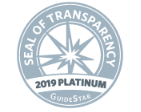 SEAL OF TRANSPARENCY
2019 PLATINUM
GUIDESTAR